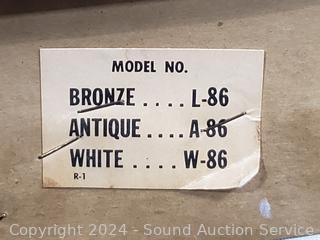 MODEL NO.
BRONZE .... L-86
ANTIQUE .... A-86
WHITE .... W-86
R-1
Copyright 2024 - Sound Auction Service